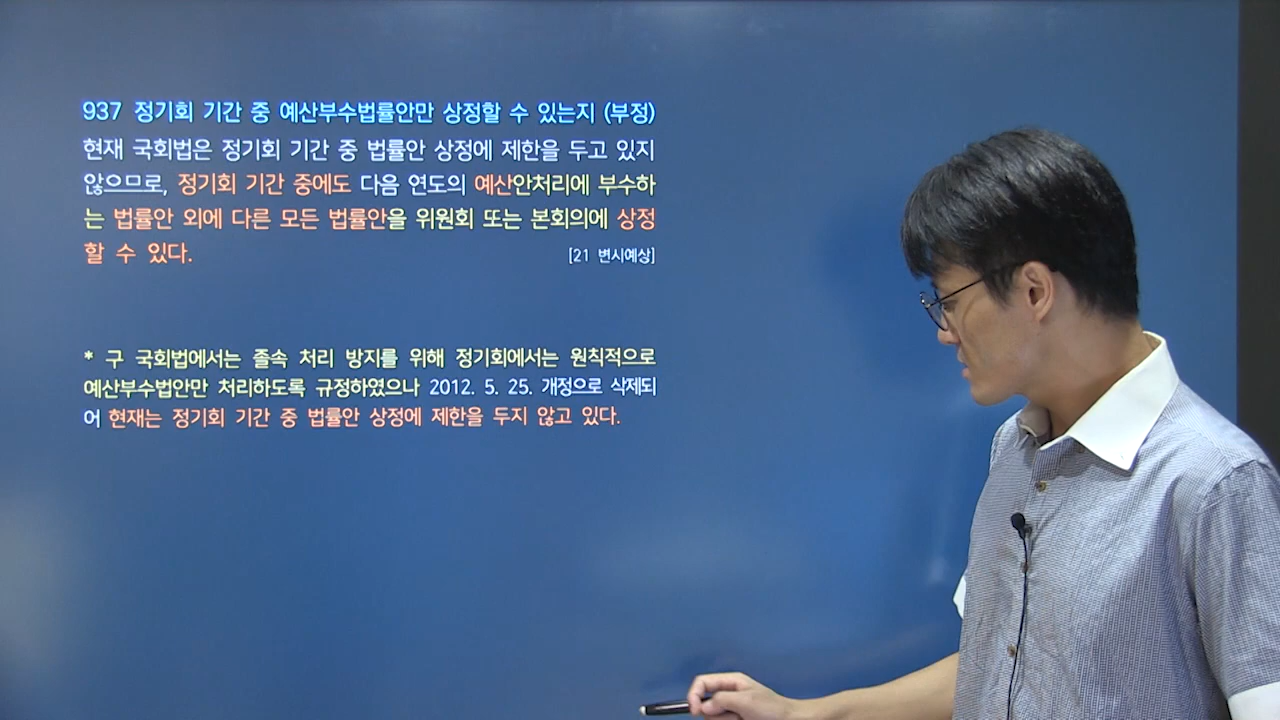 937 정기회 기간 중 예산부수법률안만 상정할 수 있는지 (부정)
현재 국회법은 정기회 기간 중 법률안 상정에 제한을 두고 있지
않으므로, 정기회 기간 중에도 다음 연도의 예산안처리에 부수하
는 법률안 외에 다른 모든 법률안을 위원회 또는 본회의에 상정
할 수 있다. [21 변시예상]
* 구 국회법에서는 졸속 처리 방지를 위해 정기회에서는 원칙적으로
예산부수법안만 처리하도록 규정하였으나 2012. 5. 25. 개정으로 삭제되
어 현재는 정기회 기간 중 법률안 상정에 제한을 두지 않고 있다.